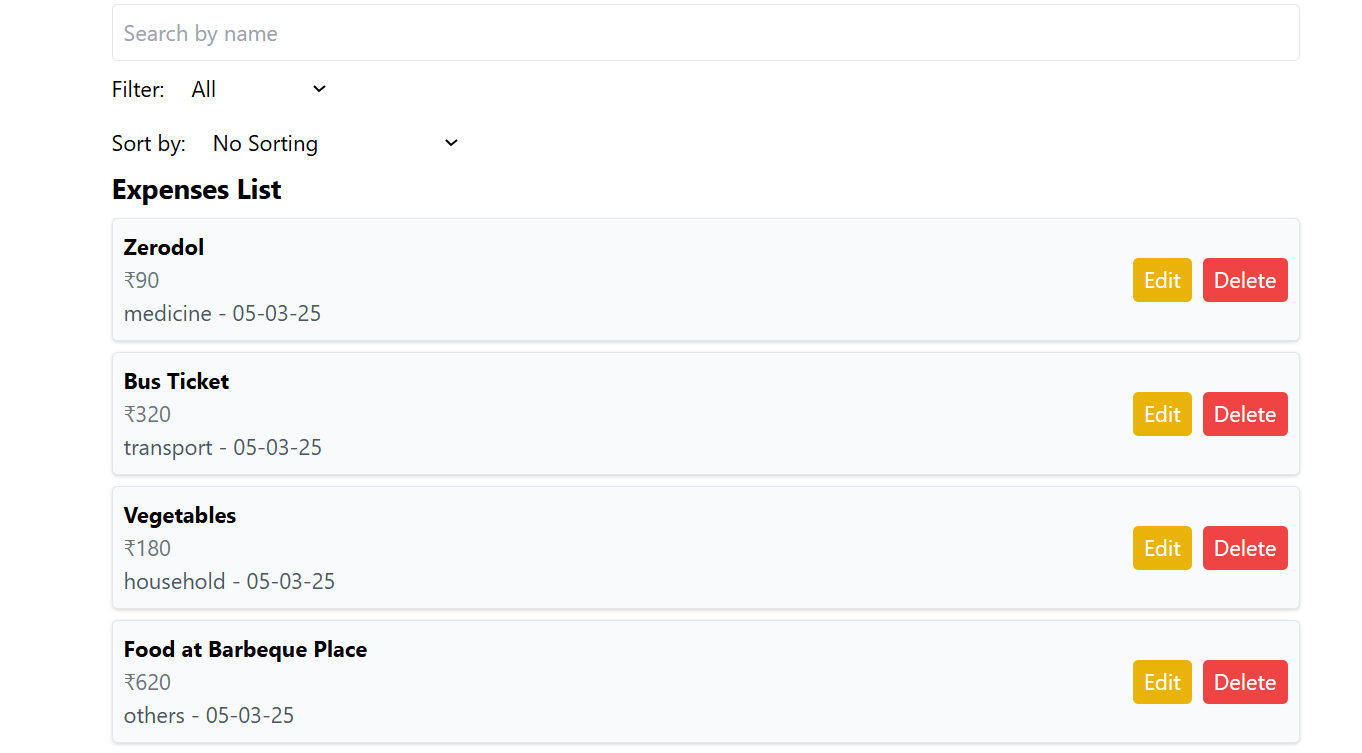 Search by name
Filter: All
Sort by: No Sorting
Expenses List
Zerodol
₹90
medicine - 05-03-25
Edit Delete
Bus Ticket
₹320
transport - 05-03-25
Edit Delete
Vegetables
₹180
household - 05-03-25
Edit Delete
Food at Barbeque Place
₹620
others - 05-03-25
Edit Delete